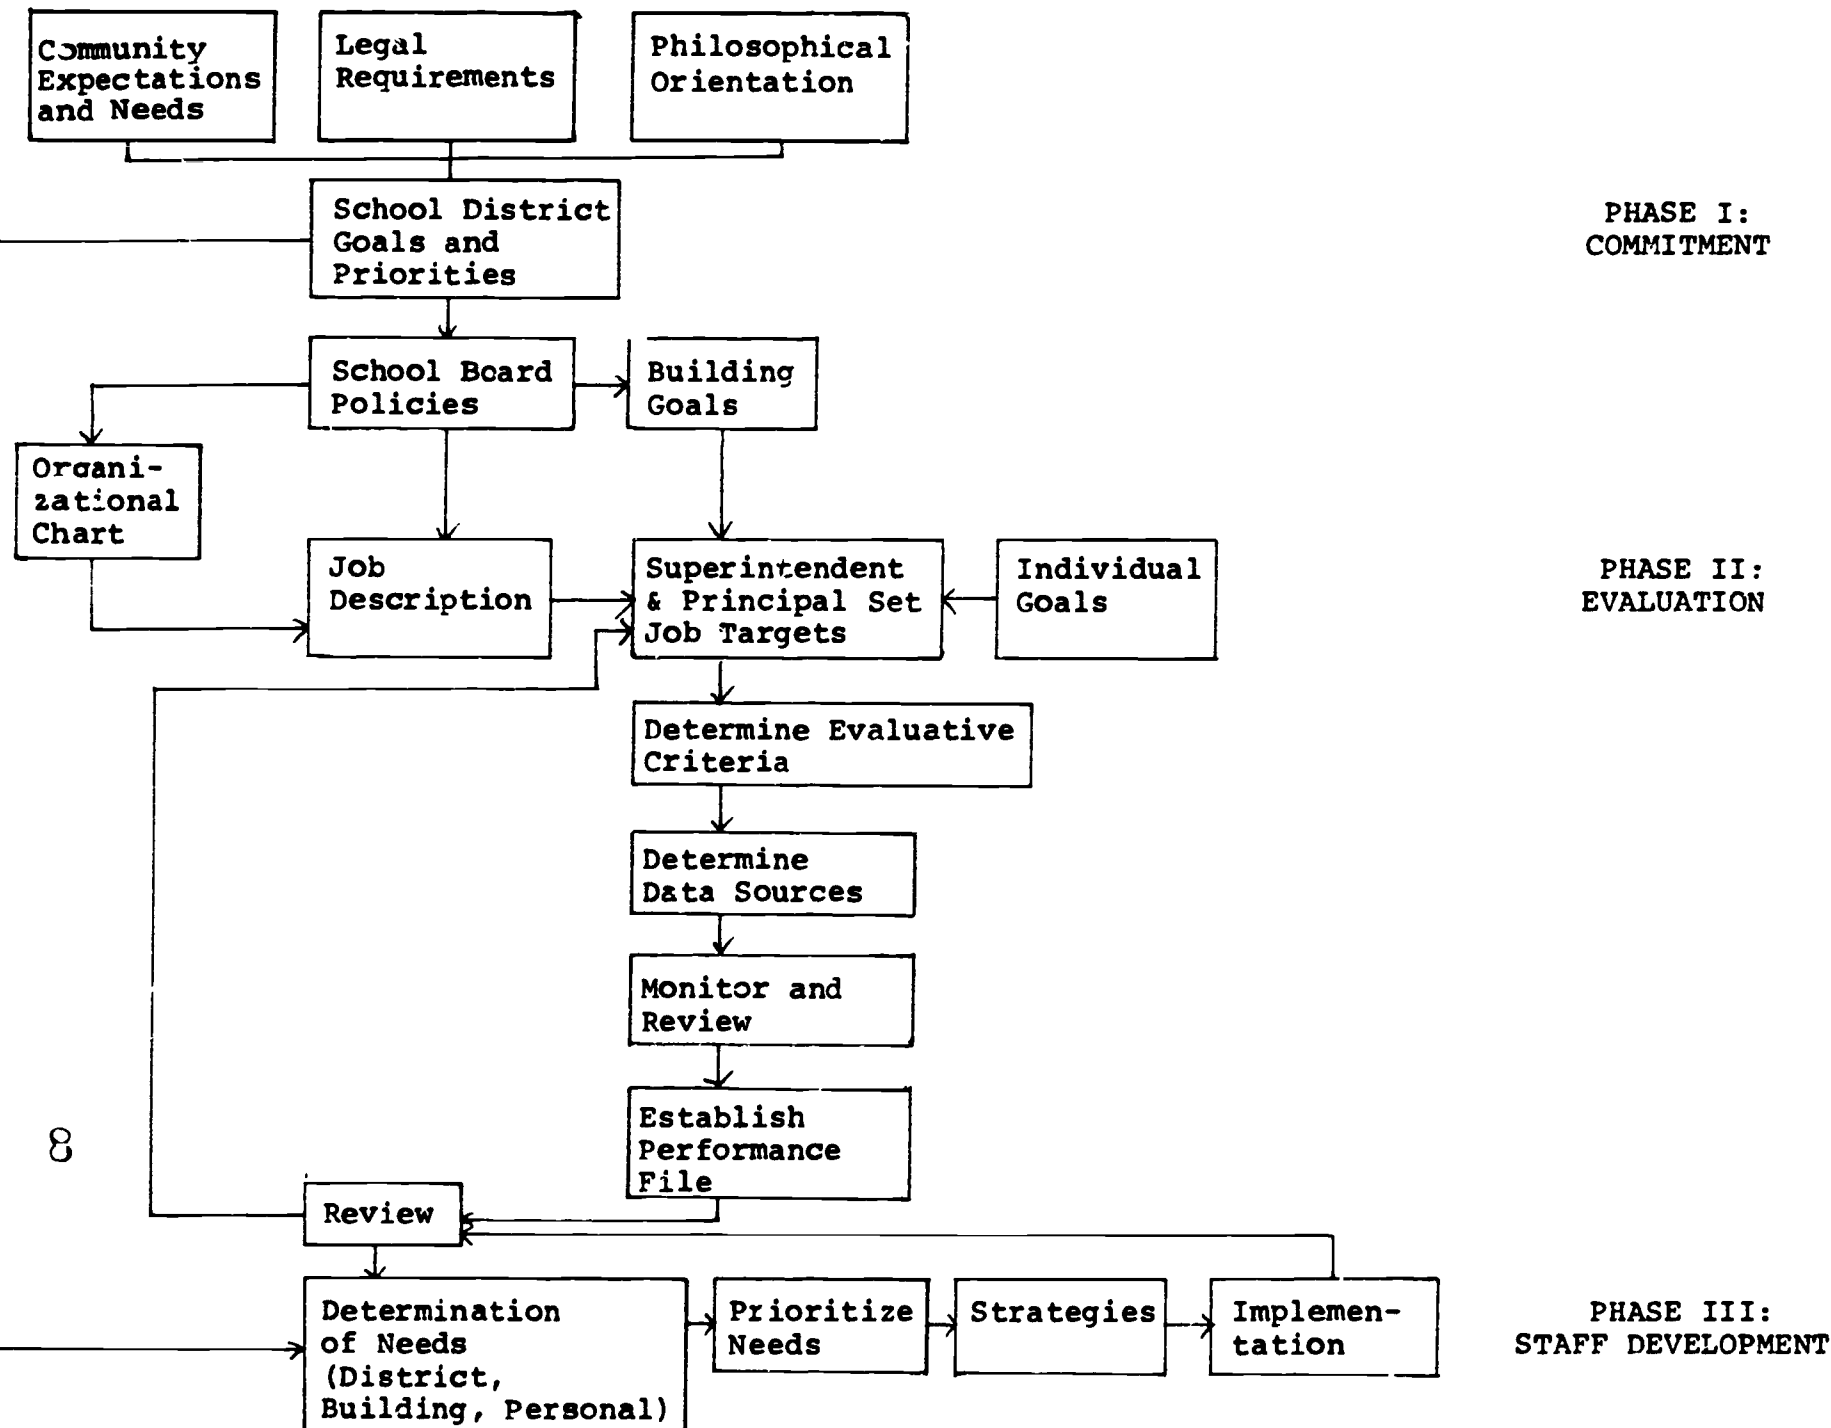 Community
Expectations
and Needs
Legal
Requirements
Philosophical
Orientation
School District
Goals and
Priorities
PHASE I:
COMMITMENT
School Board
Policies
Building
Goals
Organi-
zational
Chart
Job
Description
Superintendent
& Principal Set
Job Targets
Individual
Goals
PHASE II:
EVALUATION
Determine Evaluative
Criteria
Determine
Data Sources
Monitor and
Review
Establish
Performance
File
8
Review
Determination
of Needs
(District,
Building, Personal)
Prioritize
Needs
Strategies
Implemen-
tation
PHASE III:
STAFF DEVELOPMENT